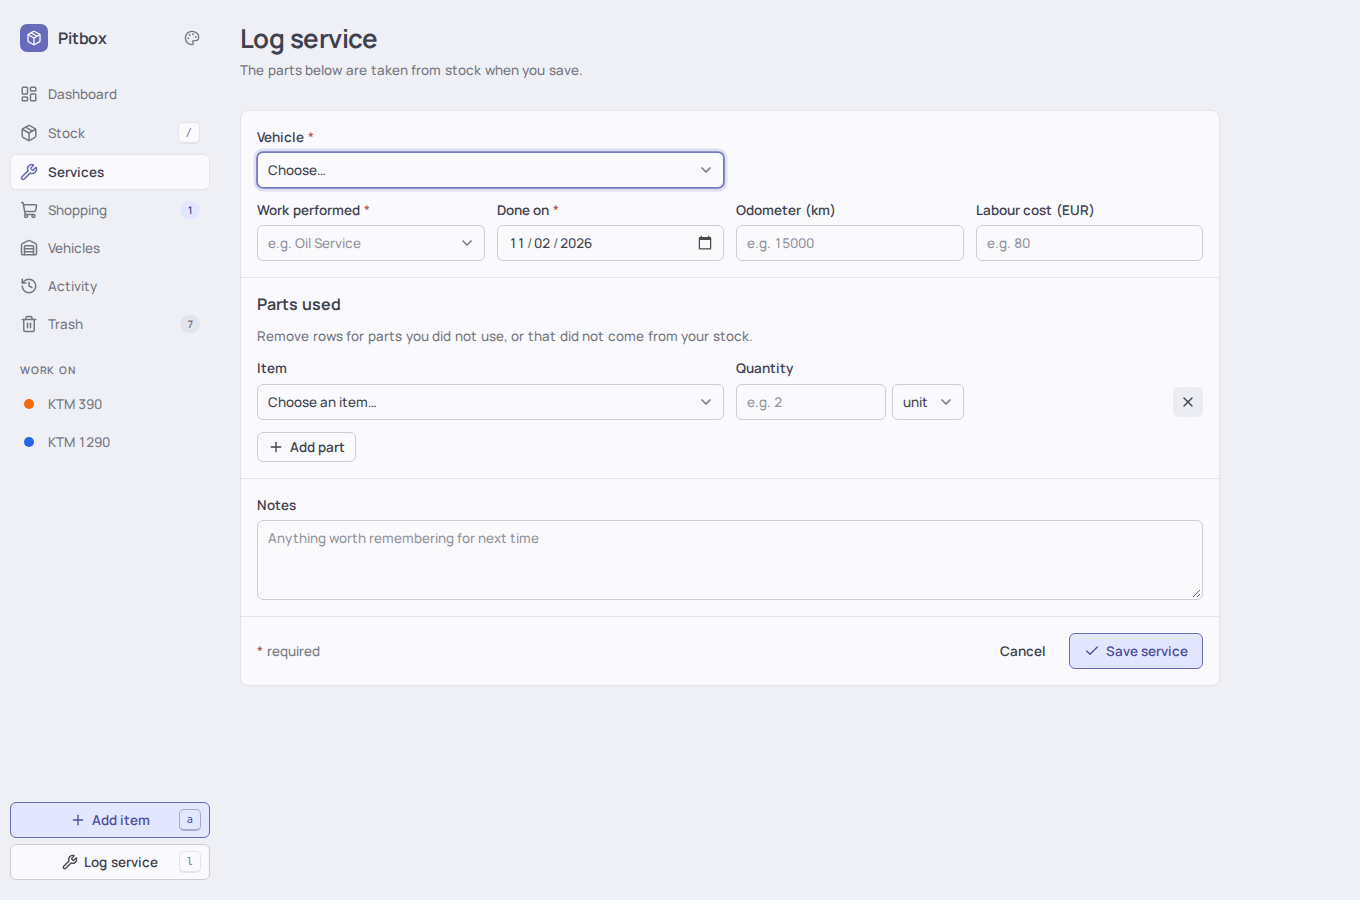 Pitbox
Dashboard
Stock /
Services
Shopping 1
Vehicles
Activity
Trash 7
WORK ON
KTM 390
KTM 1290
Add item a
Log service l
Log service
The parts below are taken from stock when you save.
Vehicle *
Choose...
Work performed * Done on * Odometer (km) Labour cost (EUR)
e.g. Oil Service 11/02/2026 e.g. 15000 e.g. 80
Parts used
Remove rows for parts you did not use, or that did not come from your stock.
Item Quantity
Choose an item... e.g. 2 unit
Add part
Notes
Anything worth remembering for next time
* required Cancel Save service